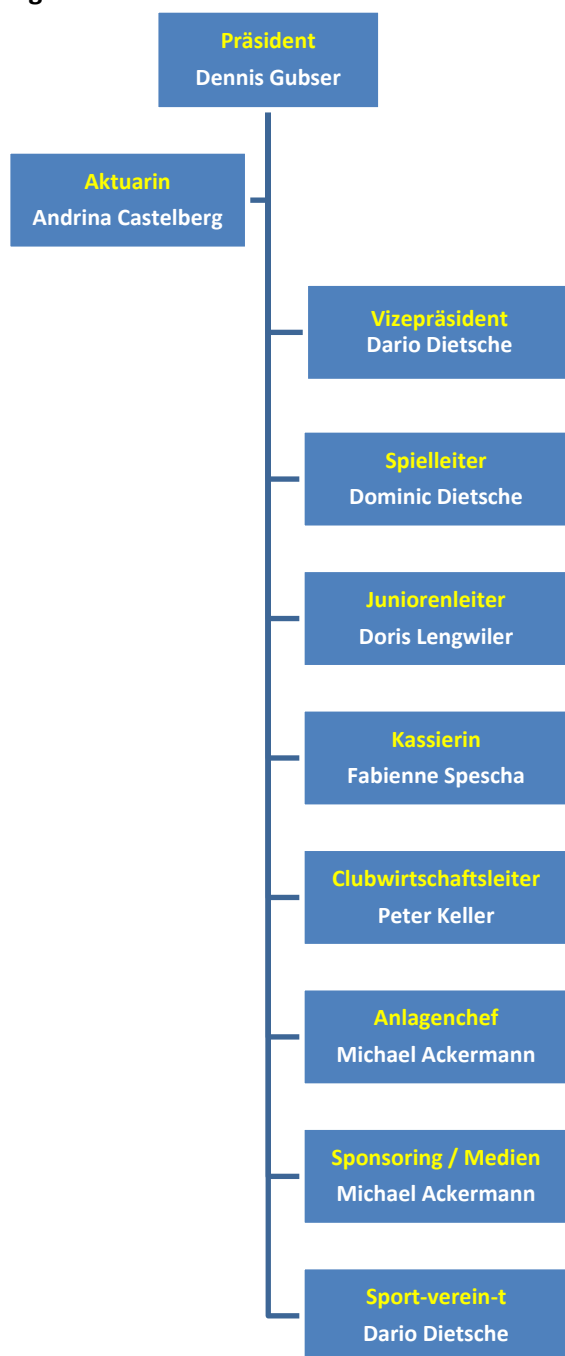 Präsident
Dennis Gubser
Aktuarin
Andrina Castelberg
Vizepräsident
Dario Dietsche
Spielleiter
Dominic Dietsche
Juniorenleiter
Doris Lengwiler
Kassierin
Fabienne Spescha
Clubwirtschaftsleiter
Peter Keller
Anlagenchef
Michael Ackermann
Sponsoring / Medien
Michael Ackermann
Sport-verein-t
Dario Dietsche